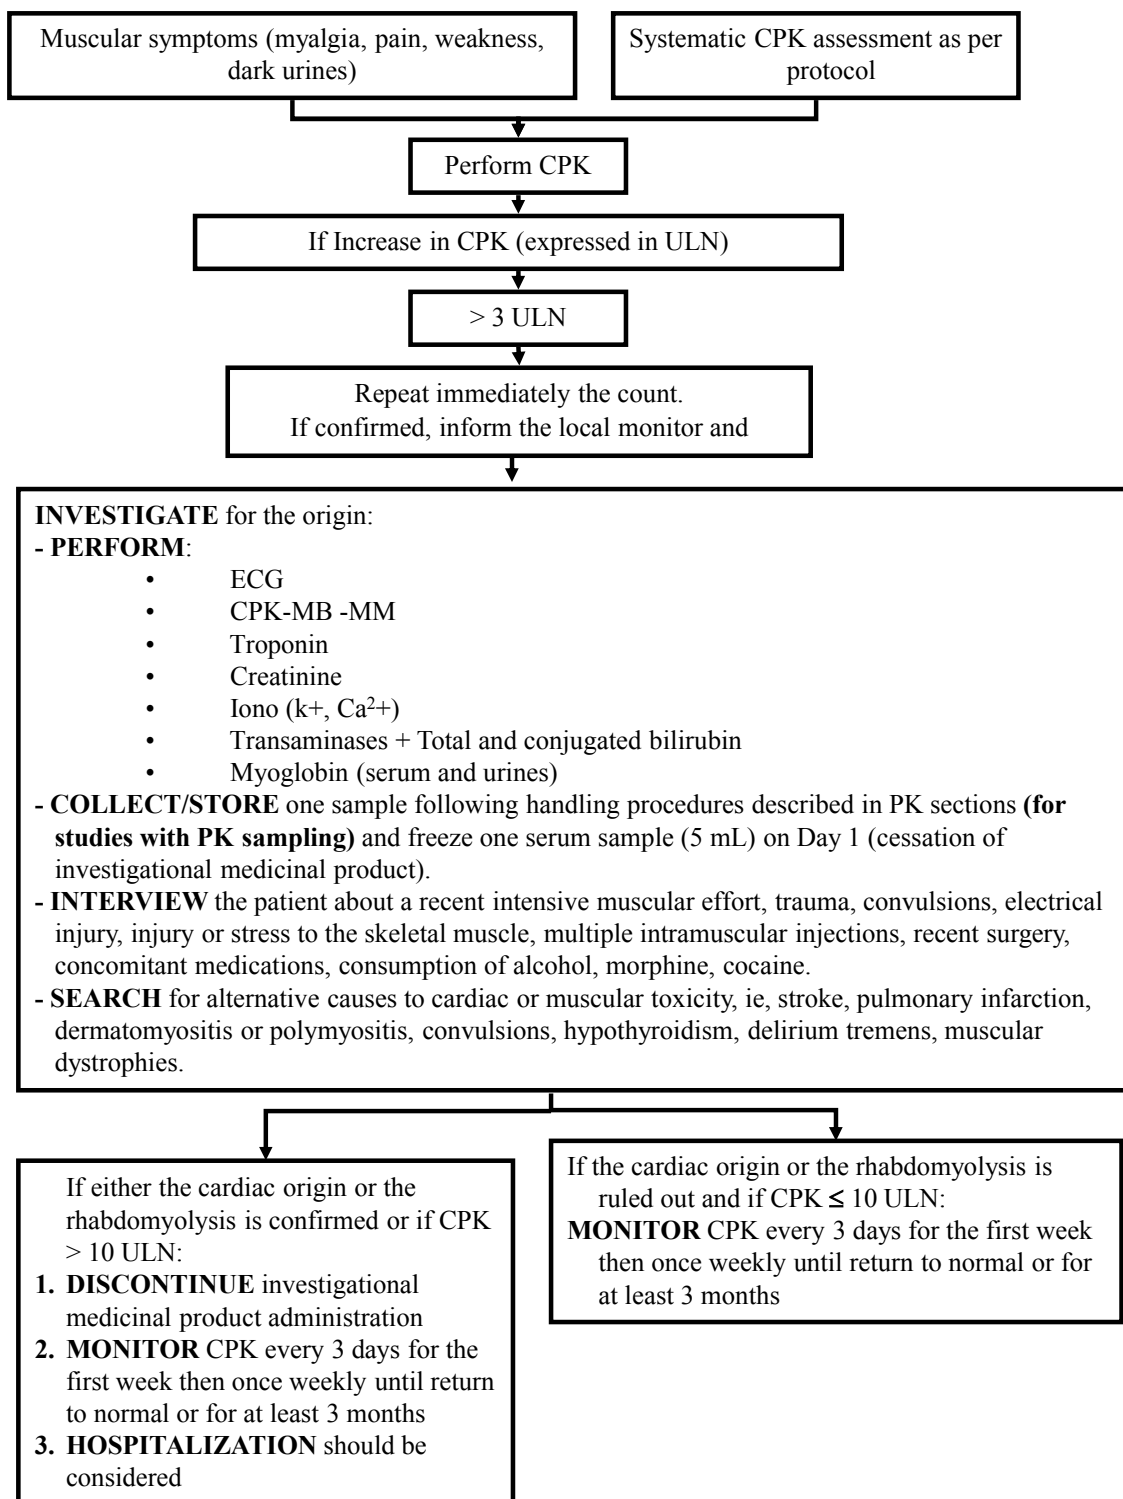 Muscular symptoms (myalgia, pain, weakness,
dark urines)
Systematic CPK assessment as per
protocol
Perform CPK
If Increase in CPK (expressed in ULN)
> 3 ULN
Repeat immediately the count.
If confirmed, inform the local monitor and
INVESTIGATE for the origin:
- PERFORM:
• ECG
• CPK-MB -MM
• Troponin
• Creatinine
• Iono (k+, Ca²+)
• Transaminases + Total and conjugated bilirubin
• Myoglobin (serum and urines)
- COLLECT/STORE one sample following handling procedures described in PK sections (for
studies with PK sampling) and freeze one serum sample (5 mL) on Day 1 (cessation of
investigational medicinal product).
- INTERVIEW the patient about a recent intensive muscular effort, trauma, convulsions, electrical
injury, injury or stress to the skeletal muscle, multiple intramuscular injections, recent surgery,
concomitant medications, consumption of alcohol, morphine, cocaine.
- SEARCH for alternative causes to cardiac or muscular toxicity, ie, stroke, pulmonary infarction,
dermatomyositis or polymyositis, convulsions, hypothyroidism, delirium tremens, muscular
dystrophies.
If either the cardiac origin or the
rhabdomyolysis is confirmed or if CPK
> 10 ULN:
1. DISCONTINUE investigational
medicinal product administration
2. MONITOR CPK every 3 days for the
first week then once weekly until return
to normal or for at least 3 months
3. HOSPITALIZATION should be
considered
If the cardiac origin or the rhabdomyolysis is
ruled out and if CPK ≤ 10 ULN:
MONITOR CPK every 3 days for the first week
then once weekly until return to normal or for
at least 3 months